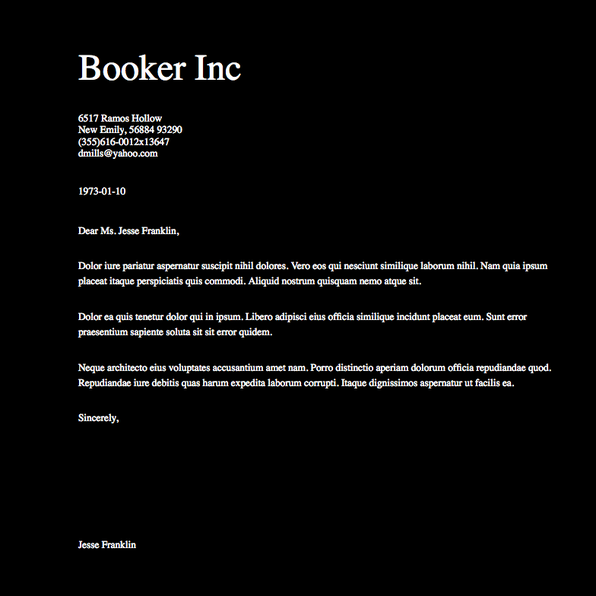 Booker Inc
6517 Ramos Hollow
New Emily, 56884 93290
(355)616-0012x13647
dmills@yahoo.com
1973-01-10
Dear Ms. Jesse Franklin,
Dolor iure pariatur aspernatur suscipit nihil dolores. Vero eos qui nesciunt similique laborum nihil. Nam quia ipsum
placeat itaque perspiciatis quis commodi. Aliquid nostrum quisquam nemo atque sit.
Dolor ea quis tenetur dolor qui in ipsum. Libero adipisci eius officia similique incidunt placeat eum. Sunt error
praesentium sapiente soluta sit sit error quidem.
Neque architecto eius voluptates accusantium amet nam. Porro distinctio aperiam dolorum officia repudiandae quod.
Repudiandae iure debitis quas harum expedita laborum corrupti. Itaque dignissimos aspernatur ut facilis ea.
Sincerely,
Jesse Franklin